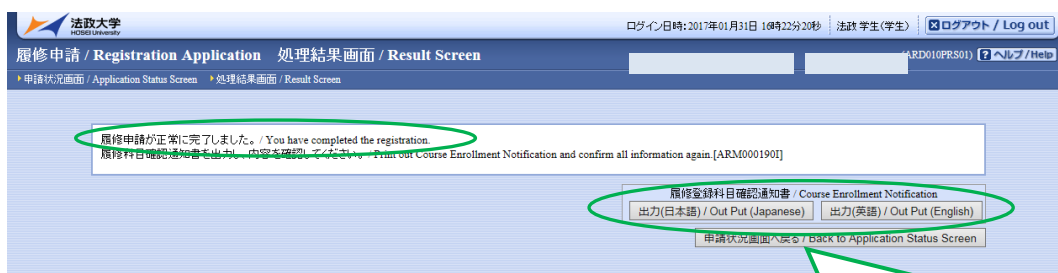 法政大学
HOSEI University
ログイン日時:2017年01月31日 16時22分20秒 法政 学生(学生) ログアウト / Log out
履修申請 / Registration Application 処理結果画面 / Result Screen
(ARD010PRS01) ? ヘルプ/Help
申請状況画面 / Application Status Screen 処理結果画面 / Result Screen
履修申請が正常に完了しました。 / You have completed the registration.
履修科目確認通知書を出力し、内容を確認してください。 / Print out Course Enrollment Notification and confirm all information again.[ARM000190I]
履修登録科目確認通知書 / Course Enrollment Notification
出力(日本語) / Out Put (Japanese) 出力(英語) / Out Put (English)
申請状況画面へ戻る / Back to Application Status Screen